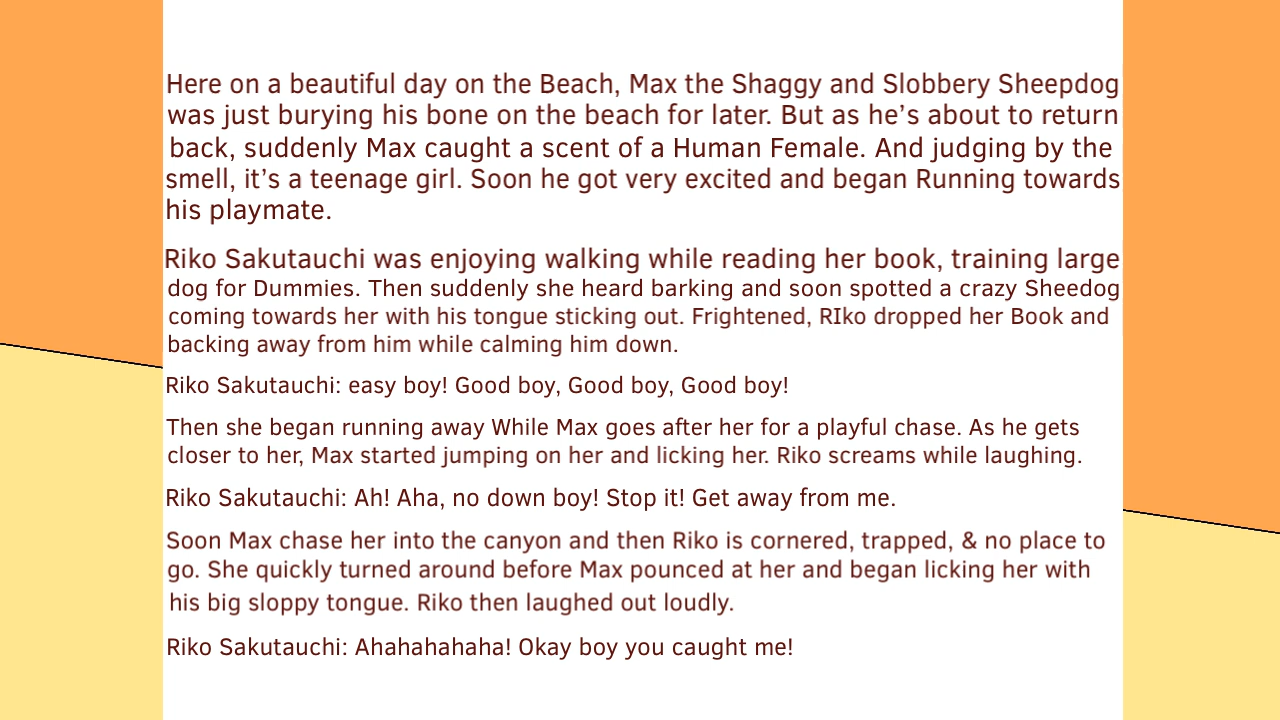 Here on a beautiful day on the Beach, Max the Shaggy and Slobbery Sheepdog
was just burying his bone on the beach for later. But as he’s about to return
back, suddenly Max caught a scent of a Human Female. And judging by the
smell, it’s a teenage girl. Soon he got very excited and began Running towards
his playmate.
Riko Sakutauchi was enjoying walking while reading her book, training large
dog for Dummies. Then suddenly she heard barking and soon spotted a crazy Sheedog
coming towards her with his tongue sticking out. Frightened, RIko dropped her Book and
backing away from him while calming him down.
Riko Sakutauchi: easy boy! Good boy, Good boy, Good boy!
Then she began running away While Max goes after her for a playful chase. As he gets
closer to her, Max started jumping on her and licking her. Riko screams while laughing.
Riko Sakutauchi: Ah! Aha, no down boy! Stop it! Get away from me.
Soon Max chase her into the canyon and then Riko is cornered, trapped, & no place to
go. She quickly turned around before Max pounced at her and began licking her with
his big sloppy tongue. Riko then laughed out loudly.
Riko Sakutauchi: Ahahahahaha! Okay boy you caught me!